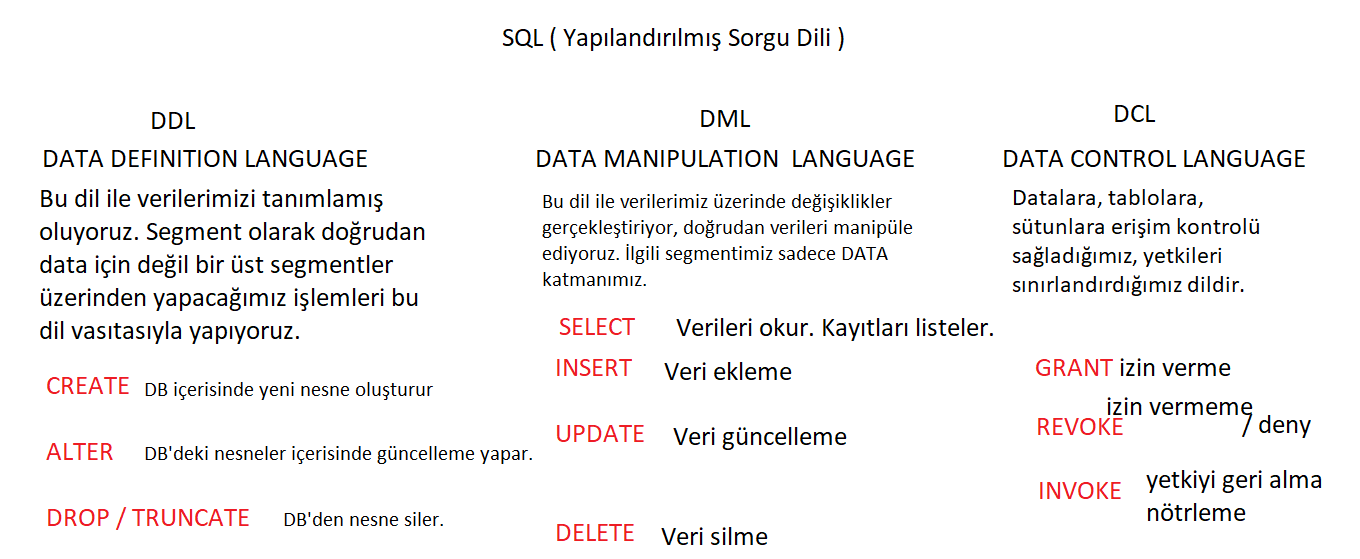 SQL ( Yapılandırılmış Sorgu Dili )
DDL
DATA DEFINITION LANGUAGE
Bu dil ile verilerimizi tanımlamış
oluyoruz. Segment olarak doğrudan
data için değil bir üst segmentler
üzerinden yapacağımız işlemleri bu
dil vasıtasıyla yapıyoruz.
CREATE DB içerisinde yeni nesne oluşturur
ALTER DB'deki nesneler içerisinde güncelleme yapar.
DROP / TRUNCATE DB'den nesne siler.
DML
DATA MANIPULATION LANGUAGE
Bu dil ile verilerimiz üzerinde değişiklikler
gerçekleştiriyor, doğrudan verileri manipüle
ediyoruz. İlgili segmentimiz sadece DATA
katmanımız.
SELECT Verileri okur. Kayıtları listeler.
INSERT Veri ekleme
UPDATE Veri güncelleme
DELETE Veri silme
DCL
DATA CONTROL LANGUAGE
Datalara, tablolara,
sütunlara erişim kontrolü
sağladığımız, yetkileri
sınırlandırdığımız dildir.
GRANT izin verme
izin vermeme
REVOKE / deny
INVOKE yetkiyi geri alma
nötrleme